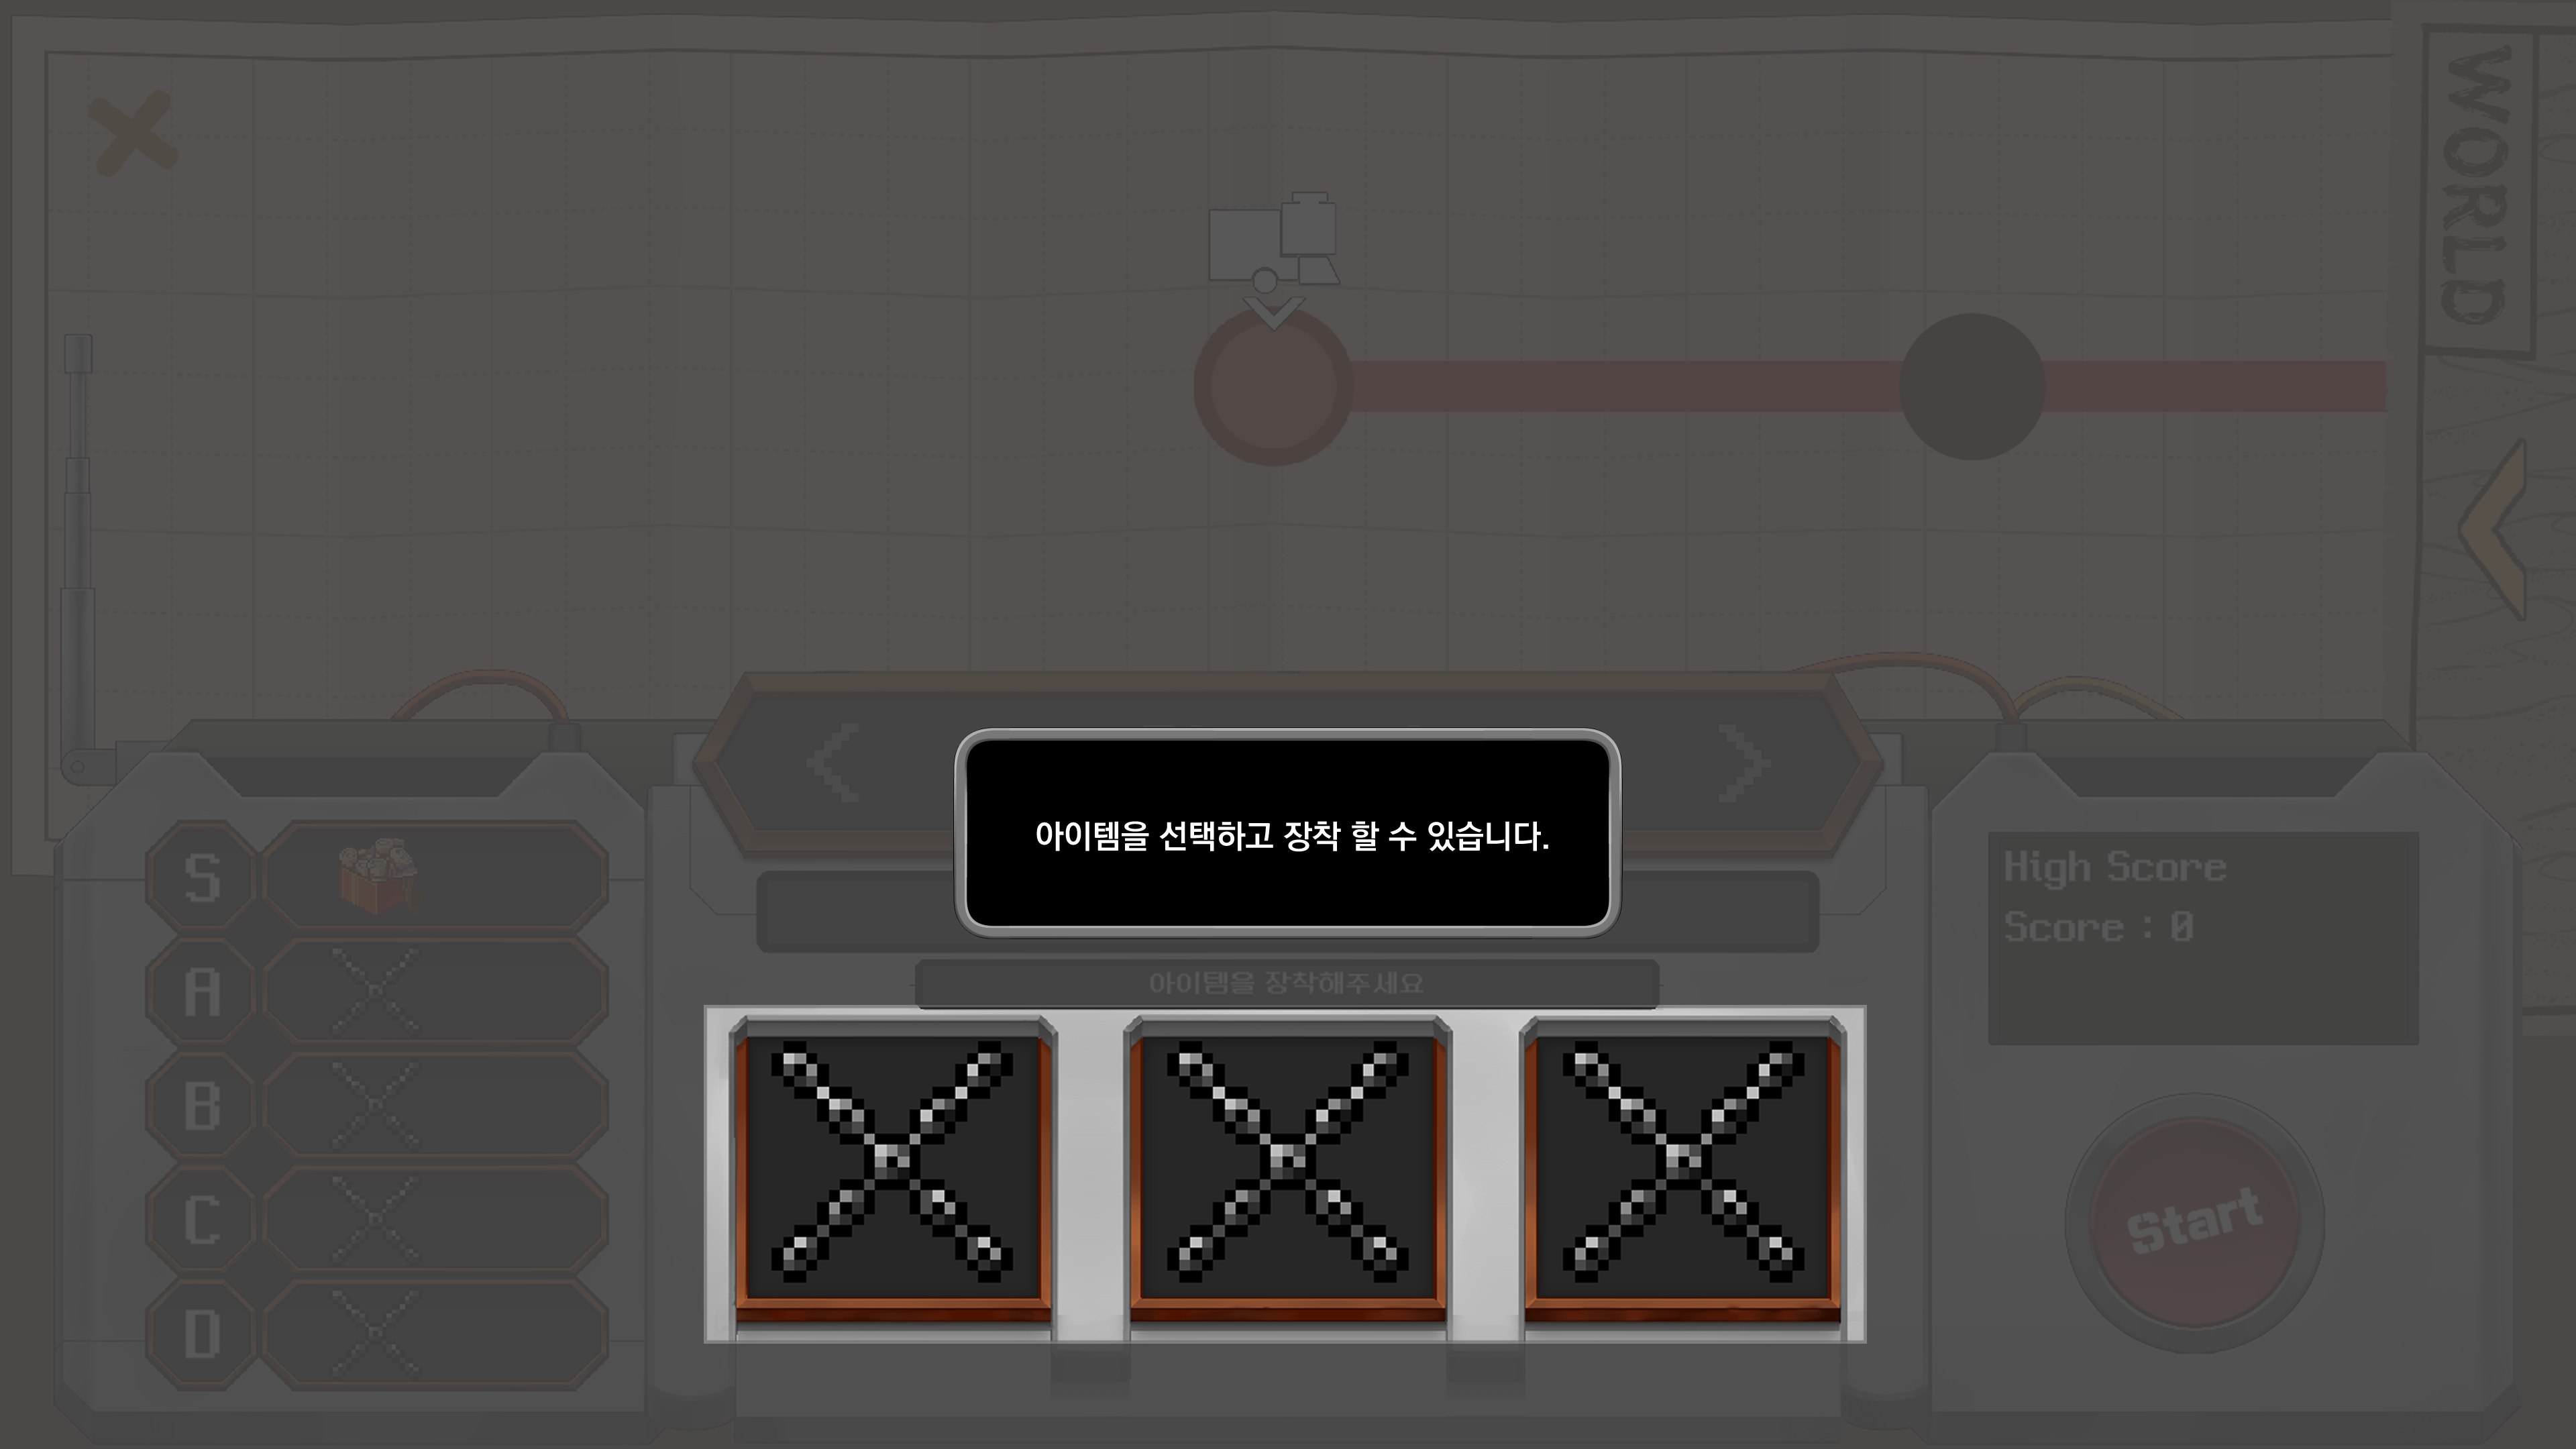 WORLD
아이템을 선택하고 장착 할 수 있습니다.
아이템을 장착해주세요
S
A
B
C
D
High Score
Score : 0
Start